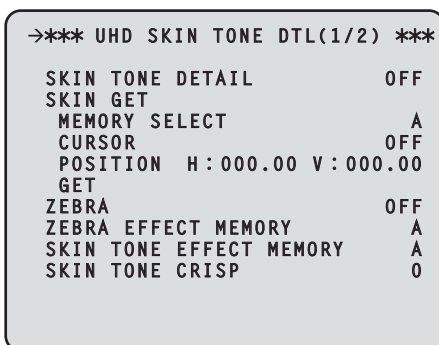 →*** UHD SKIN TONE DTL(1/2) ***
SKIN TONE DETAIL OFF
SKIN GET
MEMORY SELECT A
CURSOR OFF
POSITION H:000.00 V:000.00
GET
ZEBRA OFF
ZEBRA EFFECT MEMORY A
SKIN TONE EFFECT MEMORY A
SKIN TONE CRISP 0